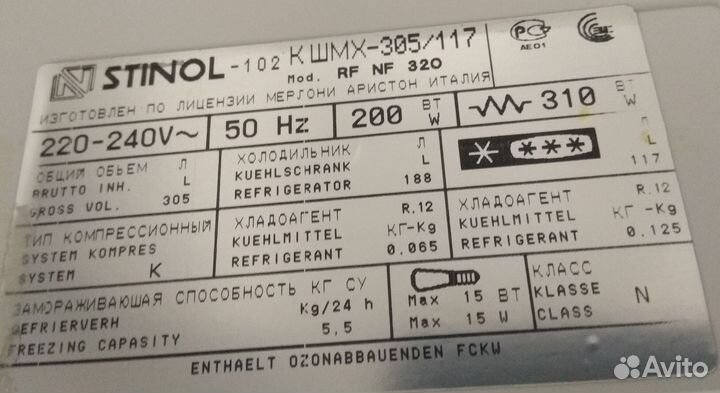 STINOL-102 КШМХ-305/117
Mod. RF NF 320
PC
AE01
ИЗГОТОВЛЕН ПО ЛИЦЕНЗИИ МЕРЛОНИ АРИСТОН ИТАЛИЯ
220-240V~ 50 Hz 200 ВТ W 310 ВТ W
ОБЩИЙ ОБЬЕМ Л
BRUTTO INH. L
GROSS VOL. 305
ХОЛОДИЛЬНИК Л
KUEHLSCHRANK L
REFRIGERATOR 188
Л
L
117
ТИП КОМПРЕССИОННЫЙ
SYSTEM KOMPRES
SYSTEM K
ХЛАДОАГЕНТ R.12
KUEHLMITTEL КГ-Kg
REFRIGERANT 0.065
ХЛАДОАГЕНТ R.12
KUEHLMITTEL КГ-Kg
REFRIGERANT 0.125
ЗАМОРАЖИВАЮШАЯ СПОСОБНОСТЬ КГ СУ
GEFRIERVERH Kg/24 h
FREEZING CAPASITY 5,5
Max 15 ВТ
Max 15 W
КЛАСС
KLASSE N
CLASS
ENTHAELT OZONABBAUENDEN FCKW
Avito